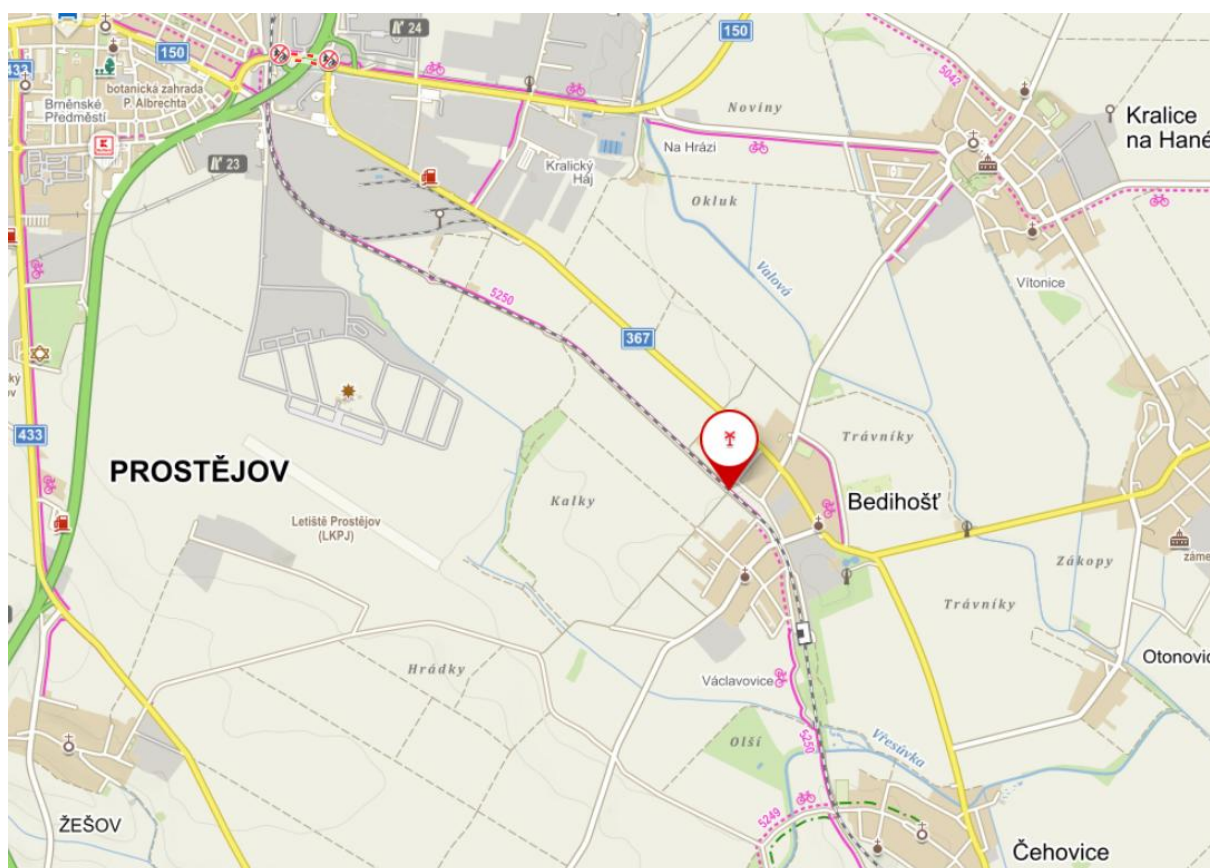 24
150
150
433
5042
botanická zahrada
P. Albrechta
Brněnské
Předměstí
Noviny
Kralice
na Hané
23
Kralický
Háj
Na Hrázi
Okluk
Valová
Vítonice
5250
367
433
PROSTĚJOV
Kalky
Trávníky
Bedihošť
Letiště Prostějov
(LKPJ)
Zákopy
záme
Trávníky
Hrádky
Otonovic
Václavovice
Olší
5250
Vřesůvka
ŽEŠOV
5249
Čehovice